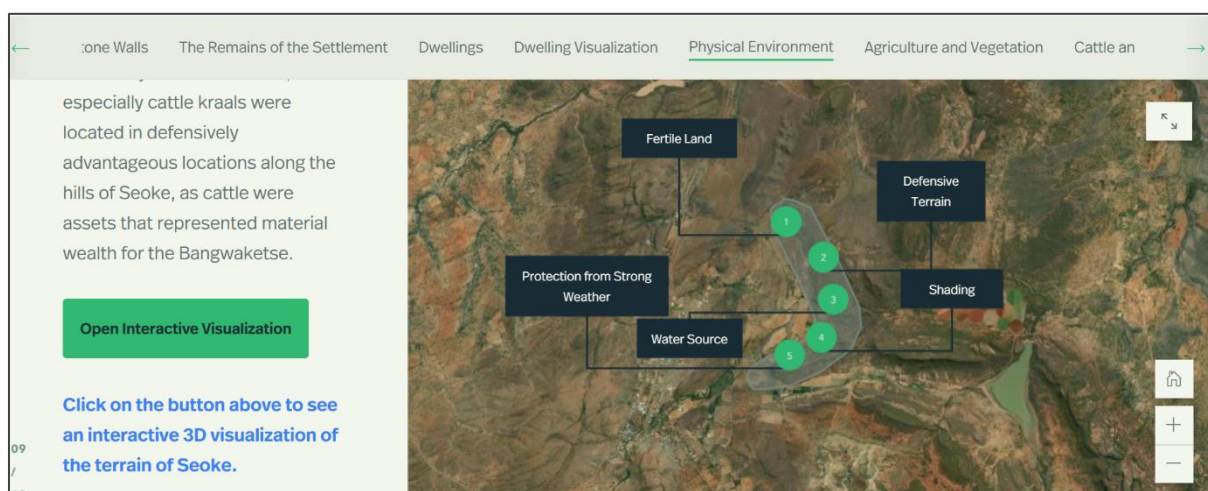 ← :one Walls The Remains of the Settlement Dwellings Dwelling Visualization Physical Environment Agriculture and Vegetation Cattle an →
especially cattle kraals were
located in defensively
advantageous locations along the
hills of Seoke, as cattle were
assets that represented material
wealth for the Bangwaketse.
Open Interactive Visualization
Click on the button above to see
an interactive 3D visualization of
the terrain of Seoke.
09
/
Fertile Land
Defensive
Terrain
Protection from Strong
Weather
Shading
Water Source
1
2
3
4
5
+
−